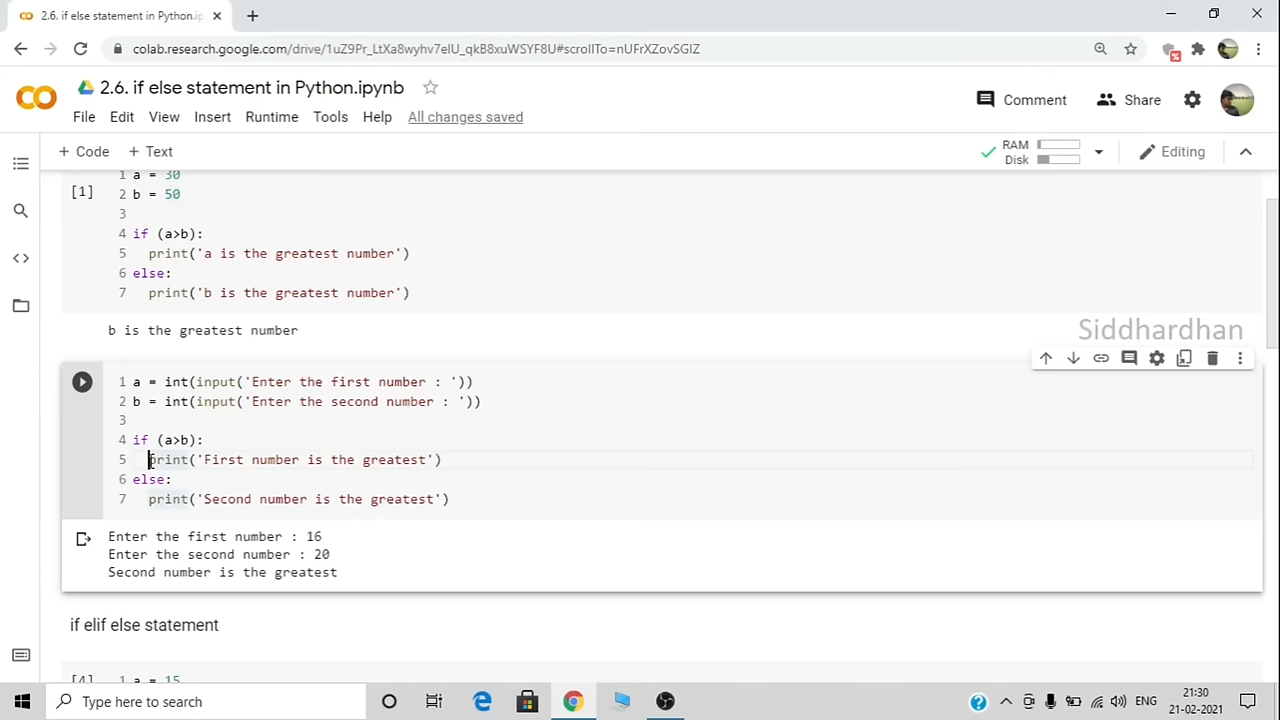 2.6. if else statement in Python.ip
colab.research.google.com/drive/1uZ9Pr_LtXa8wyhv7elU_qkB8xuWSYF8U#scrollTo=nUFrXZovSGIZ
2.6. if else statement in Python.ipynb
Comment
Share
File Edit View Insert Runtime Tools Help All changes saved
+ Code + Text
RAM
Disk
Editing
1 a = 30
[1] 2 b = 50
3
4 if (a>b):
5 print('a is the greatest number')
6 else:
7 print('b is the greatest number')
b is the greatest number
Siddhardhan
1 a = int(input('Enter the first number : '))
2 b = int(input('Enter the second number : '))
3
4 if (a>b):
5 print('First number is the greatest')
6 else:
7 print('Second number is the greatest')
Enter the first number : 16
Enter the second number : 20
Second number is the greatest
if elif else statement
[4] 1 a = 15
Type here to search
ENG
21:30
21-02-2021